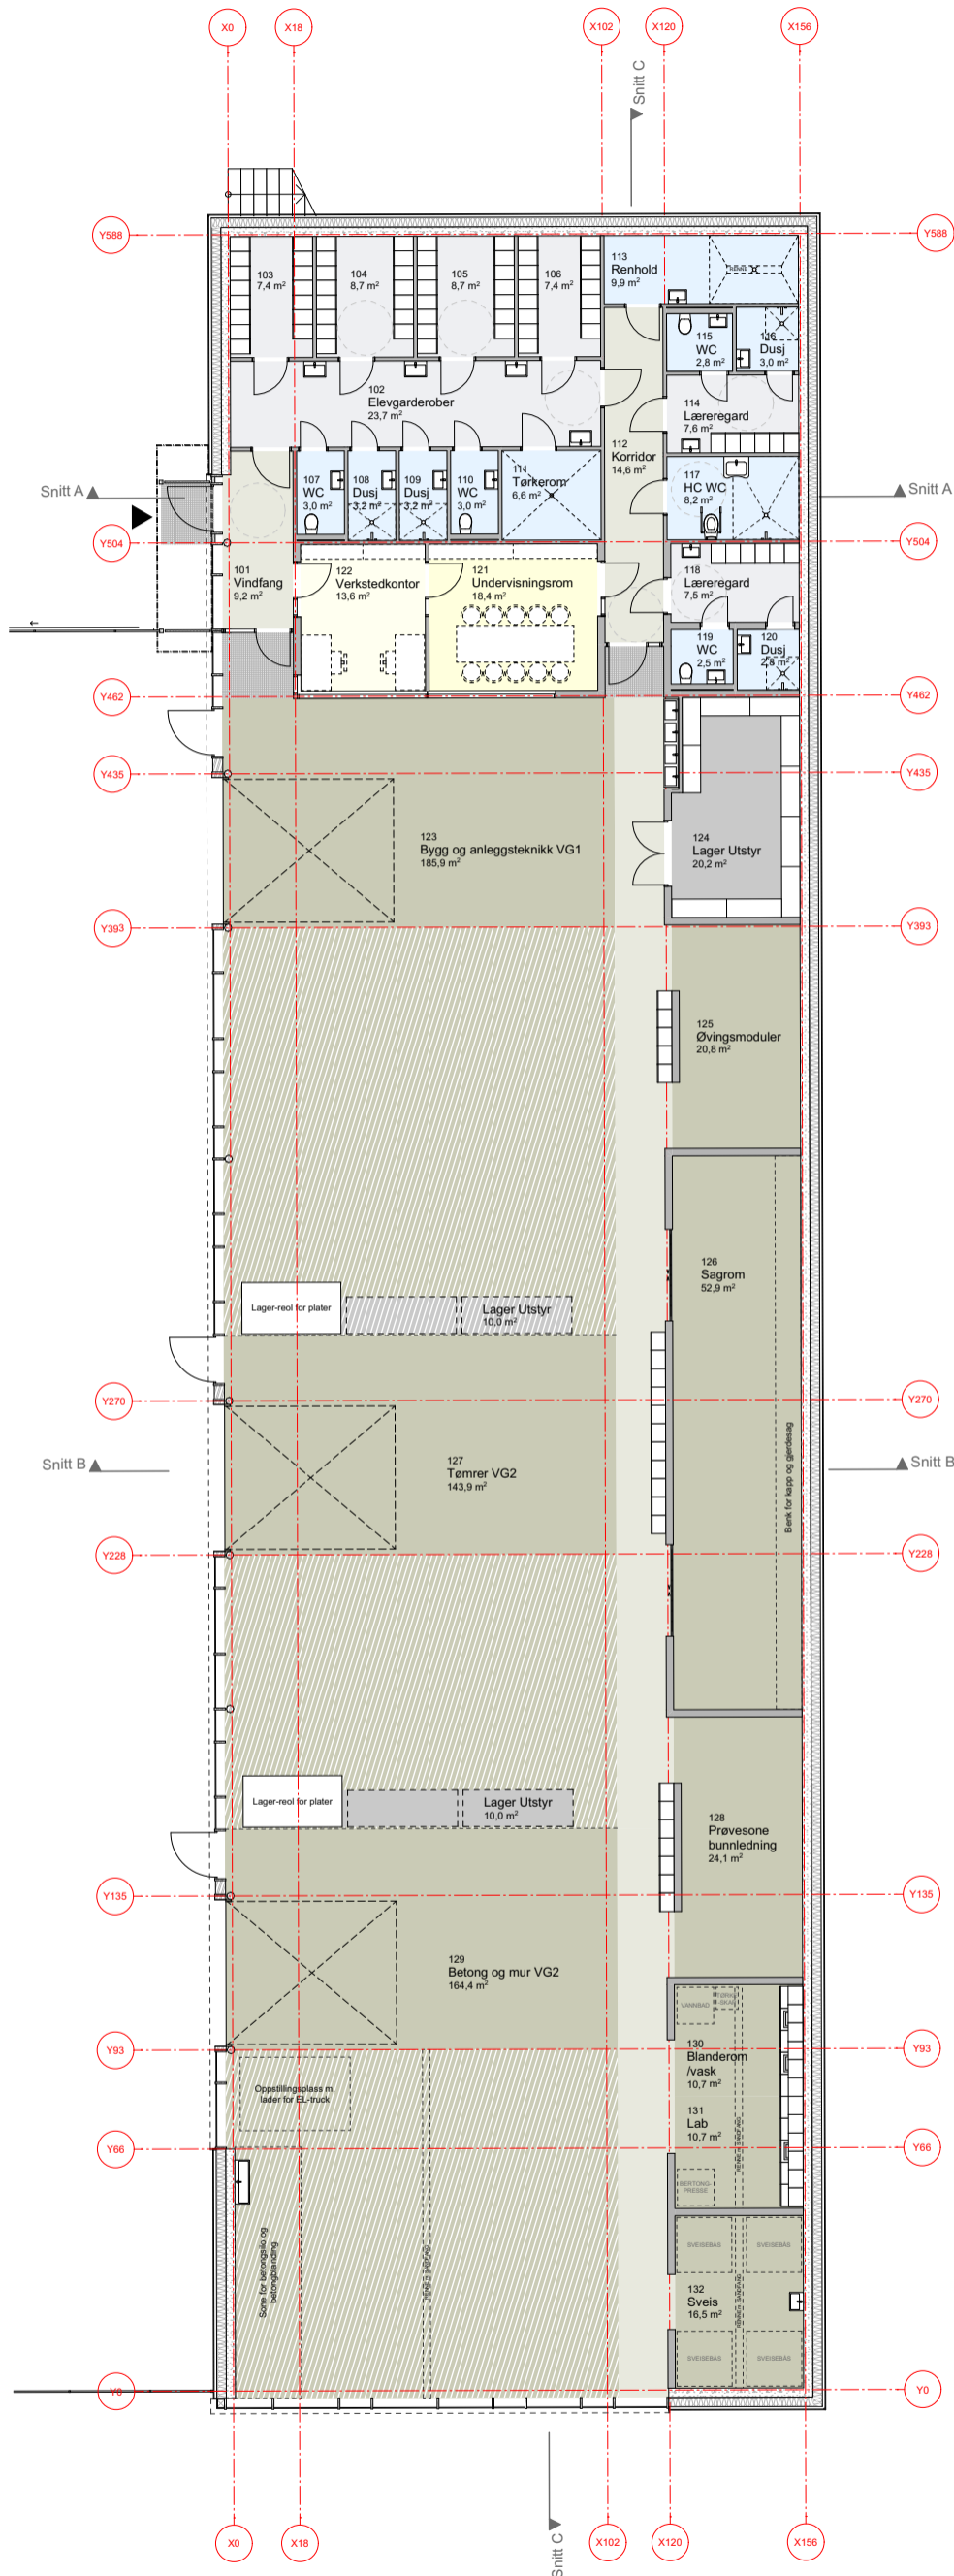 X0
X18
X102
X120
X156
Snitt C
Y588
Y588
103
7,4 m²
104
8,7 m²
105
8,7 m²
106
7,4 m²
113
Renhold
9,9 m²
115
WC
2,8 m²
116
Dusj
3,0 m²
102
Elevgarderober
23,7 m²
114
Læreregard
7,6 m²
112
Korridor
14,6 m²
Snitt A
Snitt A
107
WC
3,0 m²
108
Dusj
3,2 m²
109
Dusj
3,2 m²
110
WC
3,0 m²
111
Tørkerom
6,6 m²
117
HC WC
8,2 m²
Y504
Y504
101
Vindfang
9,2 m²
122
Verkstedkontor
13,6 m²
121
Undervisningsrom
18,4 m²
118
Læreregard
7,5 m²
119
WC
2,5 m²
120
Dusj
2,8 m²
Y462
Y462
Y435
Y435
123
Bygg og anleggsteknikk VG1
185,9 m²
124
Lager Utstyr
20,2 m²
Y393
Y393
125
Øvingsmoduler
20,8 m²
126
Sagrom
52,9 m²
Lager-reol for plater
Lager Utstyr
10,0 m²
Y270
Y270
Snitt B
Snitt B
127
Tømrer VG2
143,9 m²
Benk for kapp og gjerdesag
Y228
Y228
Lager-reol for plater
Lager Utstyr
10,0 m²
128
Prøvesone
bunnledning
24,1 m²
Y135
Y135
129
Betong og mur VG2
164,4 m²
VANNBAD
130
Blanderom
/vask
10,7 m²
Y93
Y93
Oppstillingsplass m.
lader for EL-truck
131
Lab
10,7 m²
Y66
Y66
BERTONG-
PRESSE
Sone for betongsilo og
betongblanding
SVEISEBÅS
SVEISEBÅS
132
Sveis
16,5 m²
SVEISEBÅS
SVEISEBÅS
Y0
Y0
X0
X18
Snitt C
X102
X120
X156